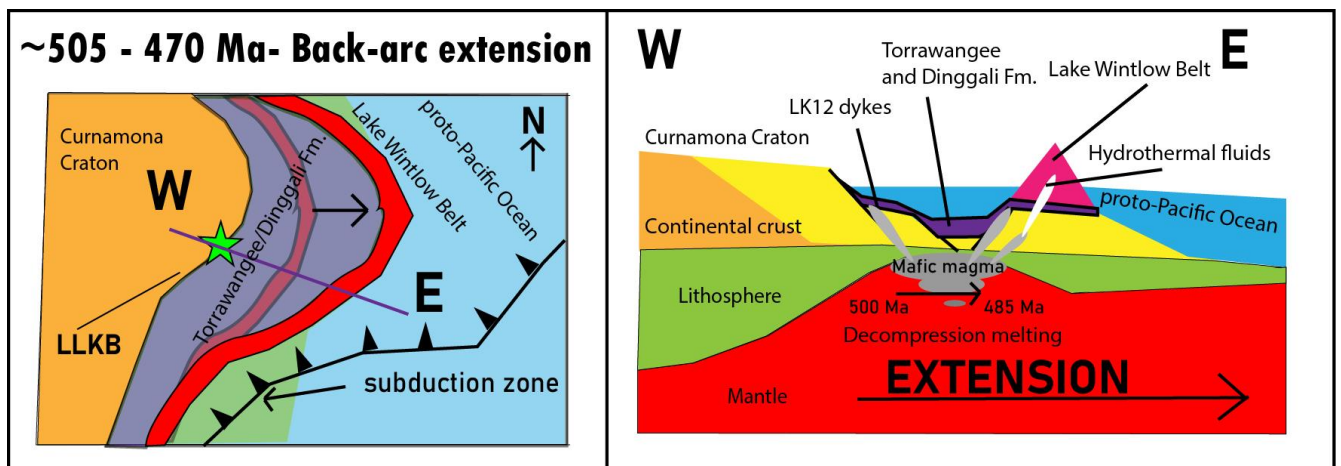 ~505 - 470 Ma- Back-arc extension
Curnamona
Craton
W
LLKB
Torrawangee/Dinggali Fm.
Lake Wintlow Belt
proto-Pacific Ocean
N
E
subduction zone
W
E
Torrawangee
and Dinggali Fm.
Lake Wintlow Belt
LK12 dykes
Hydrothermal fluids
Curnamona Craton
proto-Pacific Ocean
Continental crust
Mafic magma
Lithosphere
500 Ma
485 Ma
Decompression melting
EXTENSION
Mantle